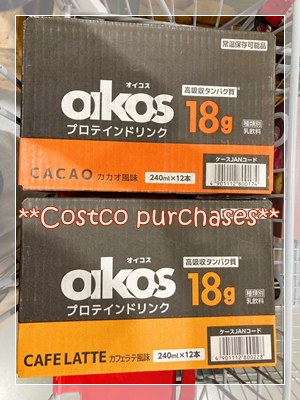 常温保存可能品
オイコス
oikos
プロテインドリンク
高吸収タンパク質
18g
種類別
乳飲料
CACAO カカオ風味
240ml×12本
ケースJANコード
**Costco purchases**
オイコス
oikos
プロテインドリンク
高吸収タンパク質
18g
種類別
乳飲料
CAFE LATTE カフェラテ風味
240ml×12本
ケースJANコード